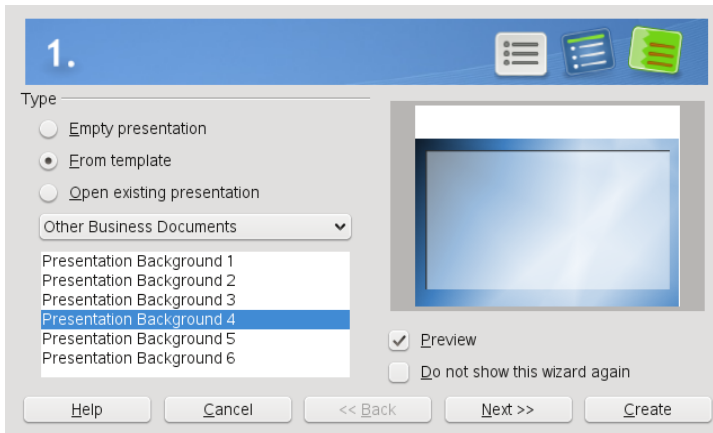 1.
Type
Empty presentation
From template
Open existing presentation
Other Business Documents
Presentation Background 1
Presentation Background 2
Presentation Background 3
Presentation Background 4
Presentation Background 5
Presentation Background 6
Preview
Do not show this wizard again
Help Cancel << Back Next >> Create